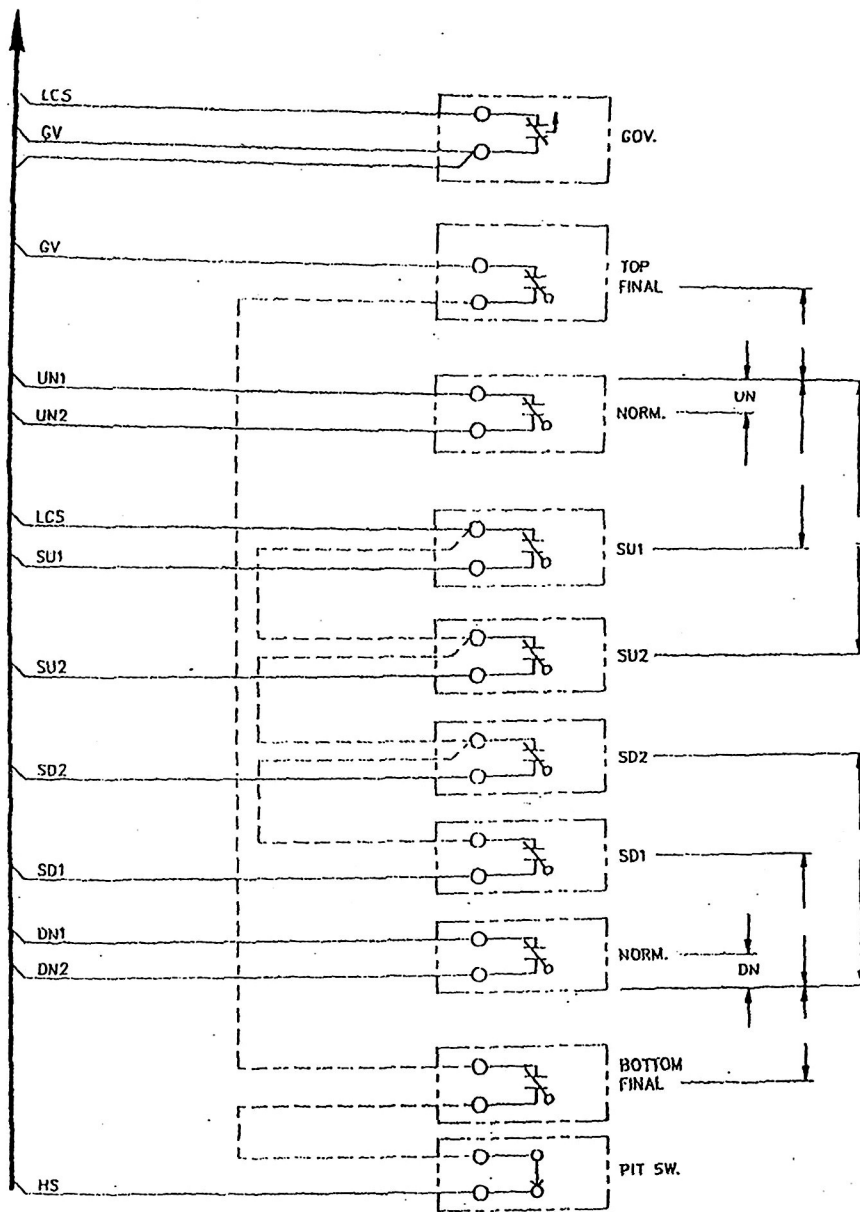 LCS
GV
GOV.
GV
TOP
FINAL
UN1
UN2
NORM.
UN
LCS
SU1
SU1
SU2
SU2
SD2
SD2
SD1
SD1
DN1
DN2
NORM.
DN
BOTTOM
FINAL
PIT SW.
HS